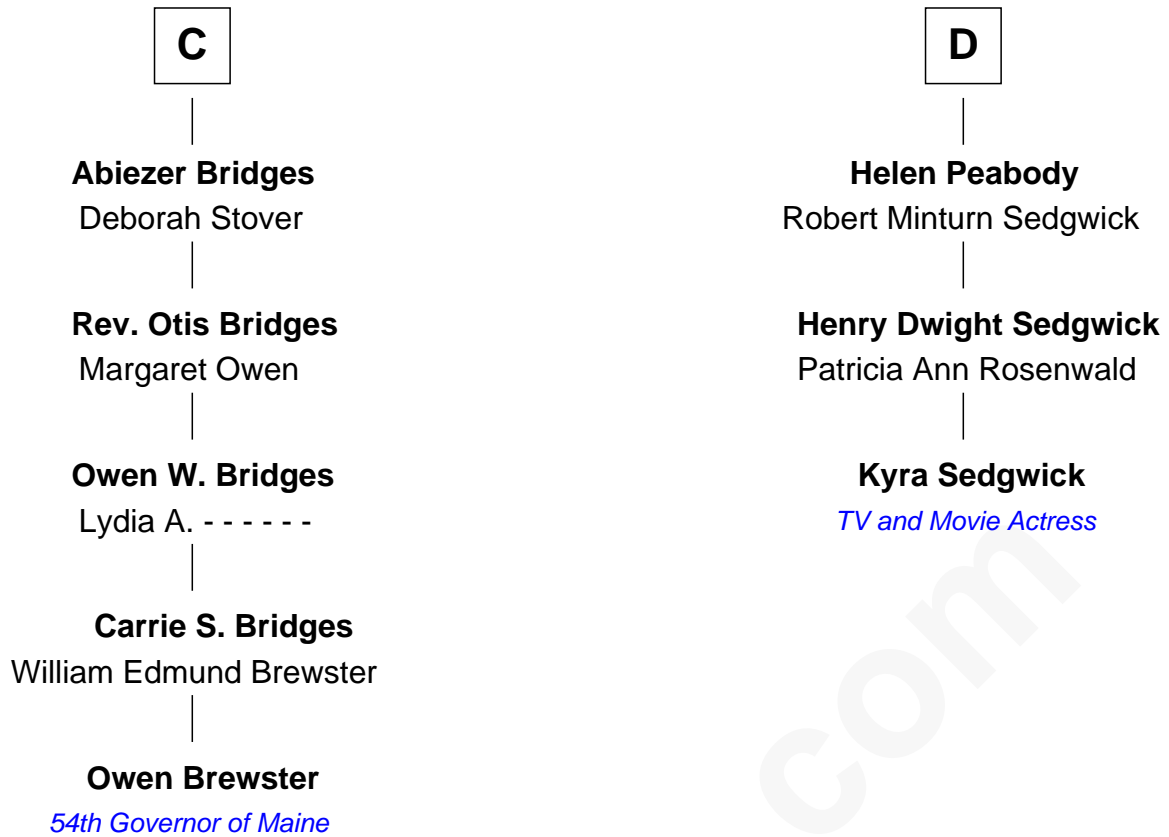 C
Abiezer Bridges
Deborah Stover
Rev. Otis Bridges
Margaret Owen
Owen W. Bridges
Lydia A. - - - - - -
Carrie S. Bridges
William Edmund Brewster
Owen Brewster
54th Governor of Maine
D
Helen Peabody
Robert Minturn Sedgwick
Henry Dwight Sedgwick
Patricia Ann Rosenwald
Kyra Sedgwick
TV and Movie Actress
com